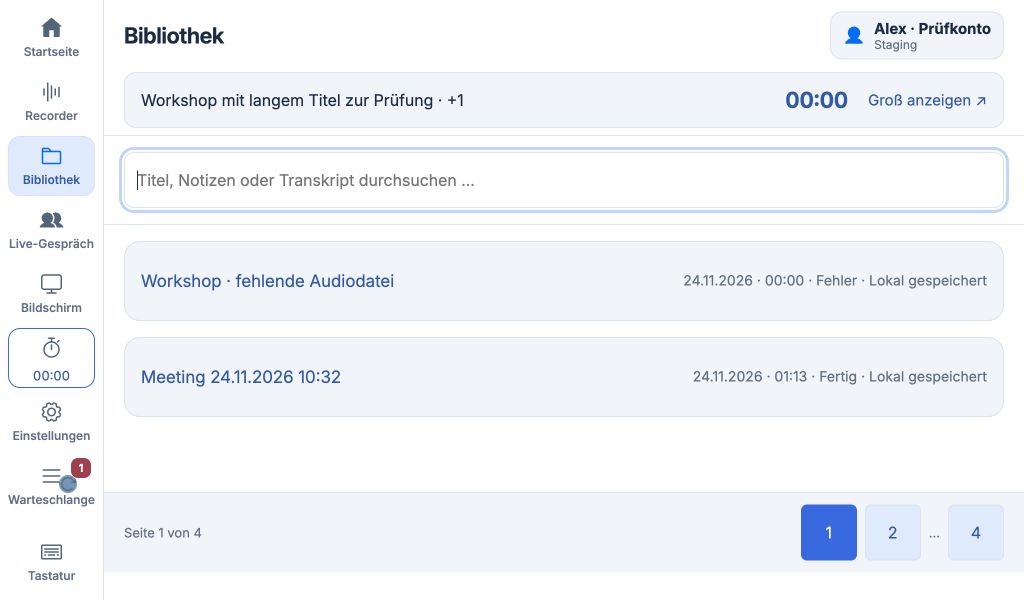 Startseite
Recorder
Bibliothek
Live-Gespräch
Bildschirm
00:00
Einstellungen
1
Warteschlange
Tastatur
Bibliothek
Alex · Prüfkonto
Staging
Workshop mit langem Titel zur Prüfung · +1
00:00
Groß anzeigen ↗
Titel, Notizen oder Transkript durchsuchen ...
Workshop · fehlende Audiodatei
24.11.2026 · 00:00 · Fehler · Lokal gespeichert
Meeting 24.11.2026 10:32
24.11.2026 · 01:13 · Fertig · Lokal gespeichert
Seite 1 von 4
1
2
...
4